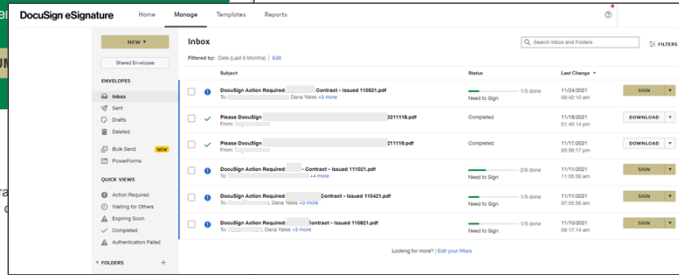 DocuSign eSignature Home Manage Templates Reports
NEW
Shared Envelopes
ENVELOPES
Inbox
Sent
Drafts
Deleted
Bulk Send NEW
PowerForms
QUICK VIEWS
Action Required
Waiting for Others
Expiring Soon
Completed
Authentication Failed
FOLDERS +
Inbox
Search Inbox and Folders
FILTERS
Filtered by: Date (Last 6 Months) | Edit
Subject Status Last Change
DocuSign Action Required: Contract - Issued 110521.pdf
To: Dana Yates +3 more
Need to Sign
1/5 done
11/24/2021
08:42:10 am
SIGN
Please DocuSign 0211118.pdf
From:
Completed
11/18/2021
01:40:14 pm
DOWNLOAD
Please DocuSign 211116.pdf
From:
Completed
11/17/2021
05:58:17 pm
DOWNLOAD
DocuSign Action Required: - Contract - Issued 111021.pdf
To: +4 more
Need to Sign
2/6 done
11/11/2021
11:05:36 am
SIGN
DocuSign Action Required: Contract - Issued 110421.pdf
To: , Dana Yates +3 more
Need to Sign
1/5 done
11/11/2021
07:55:56 am
SIGN
DocuSign Action Required: Contract - Issued 110821.pdf
To: , Dana Yates +3 more
Need to Sign
1/5 done
11/10/2021
08:17:14 am
SIGN
Looking for more? | Edit your filters